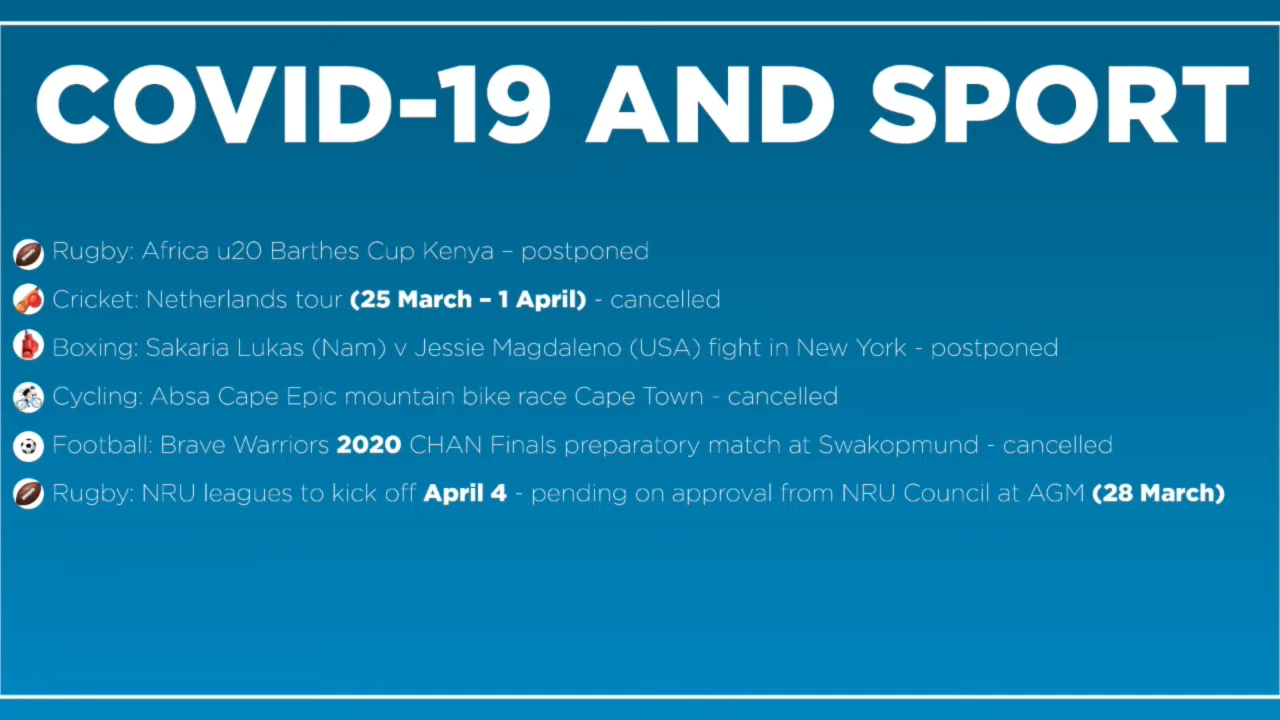 COVID-19 AND SPORT
Rugby: Africa u20 Barthes Cup Kenya – postponed
Cricket: Netherlands tour (25 March – 1 April) - cancelled
Boxing: Sakaria Lukas (Nam) v Jessie Magdaleno (USA) fight in New York - postponed
Cycling: Absa Cape Epic mountain bike race Cape Town - cancelled
Football: Brave Warriors 2020 CHAN Finals preparatory match at Swakopmund - cancelled
Rugby: NRU leagues to kick off April 4 - pending on approval from NRU Council at AGM (28 March)